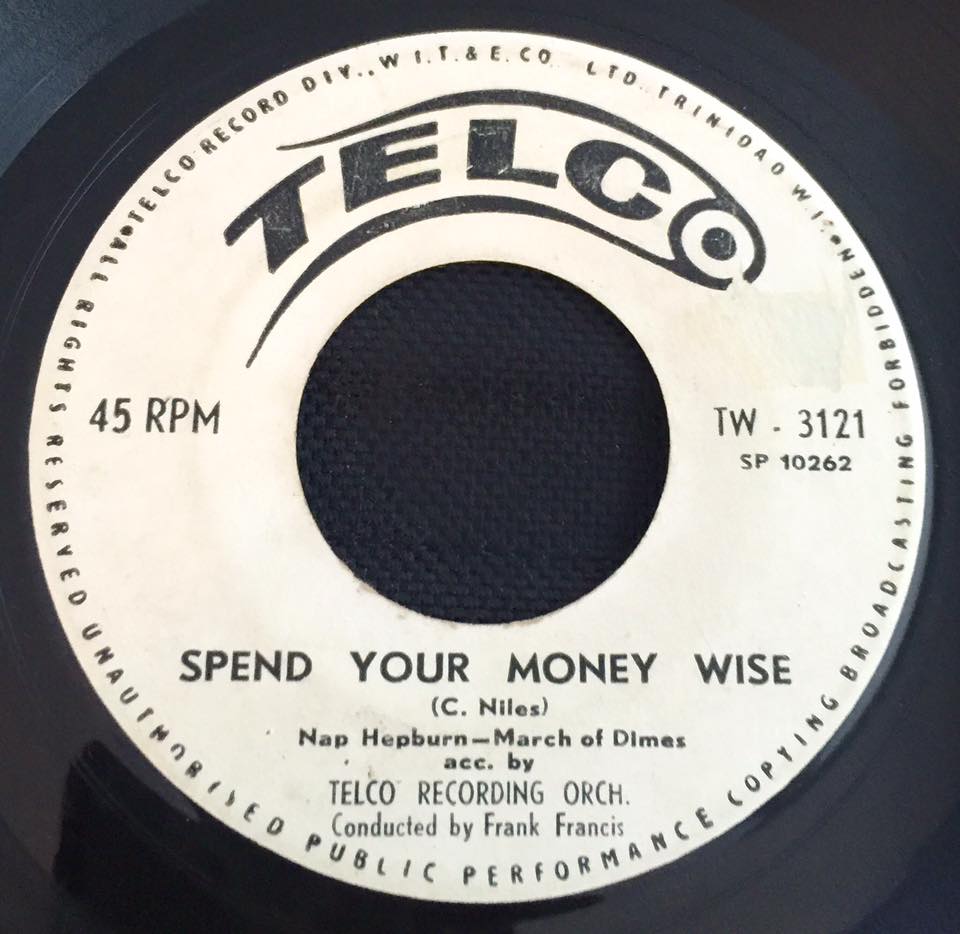 TELCO RECORD DIV., W.I.T. & E. CO. LTD. TRINIDAD W.I.
TELCO
45 RPM
TW - 3121
SP 10262
SPEND YOUR MONEY WISE
(C. Niles)
Nap Hepburn—March of Dimes
acc. by
TELCO RECORDING ORCH.
Conducted by Frank Francis
ALL RIGHTS RESERVED UNAUTHORISED PUBLIC PERFORMANCE COPYING BROADCASTING FORBIDDEN